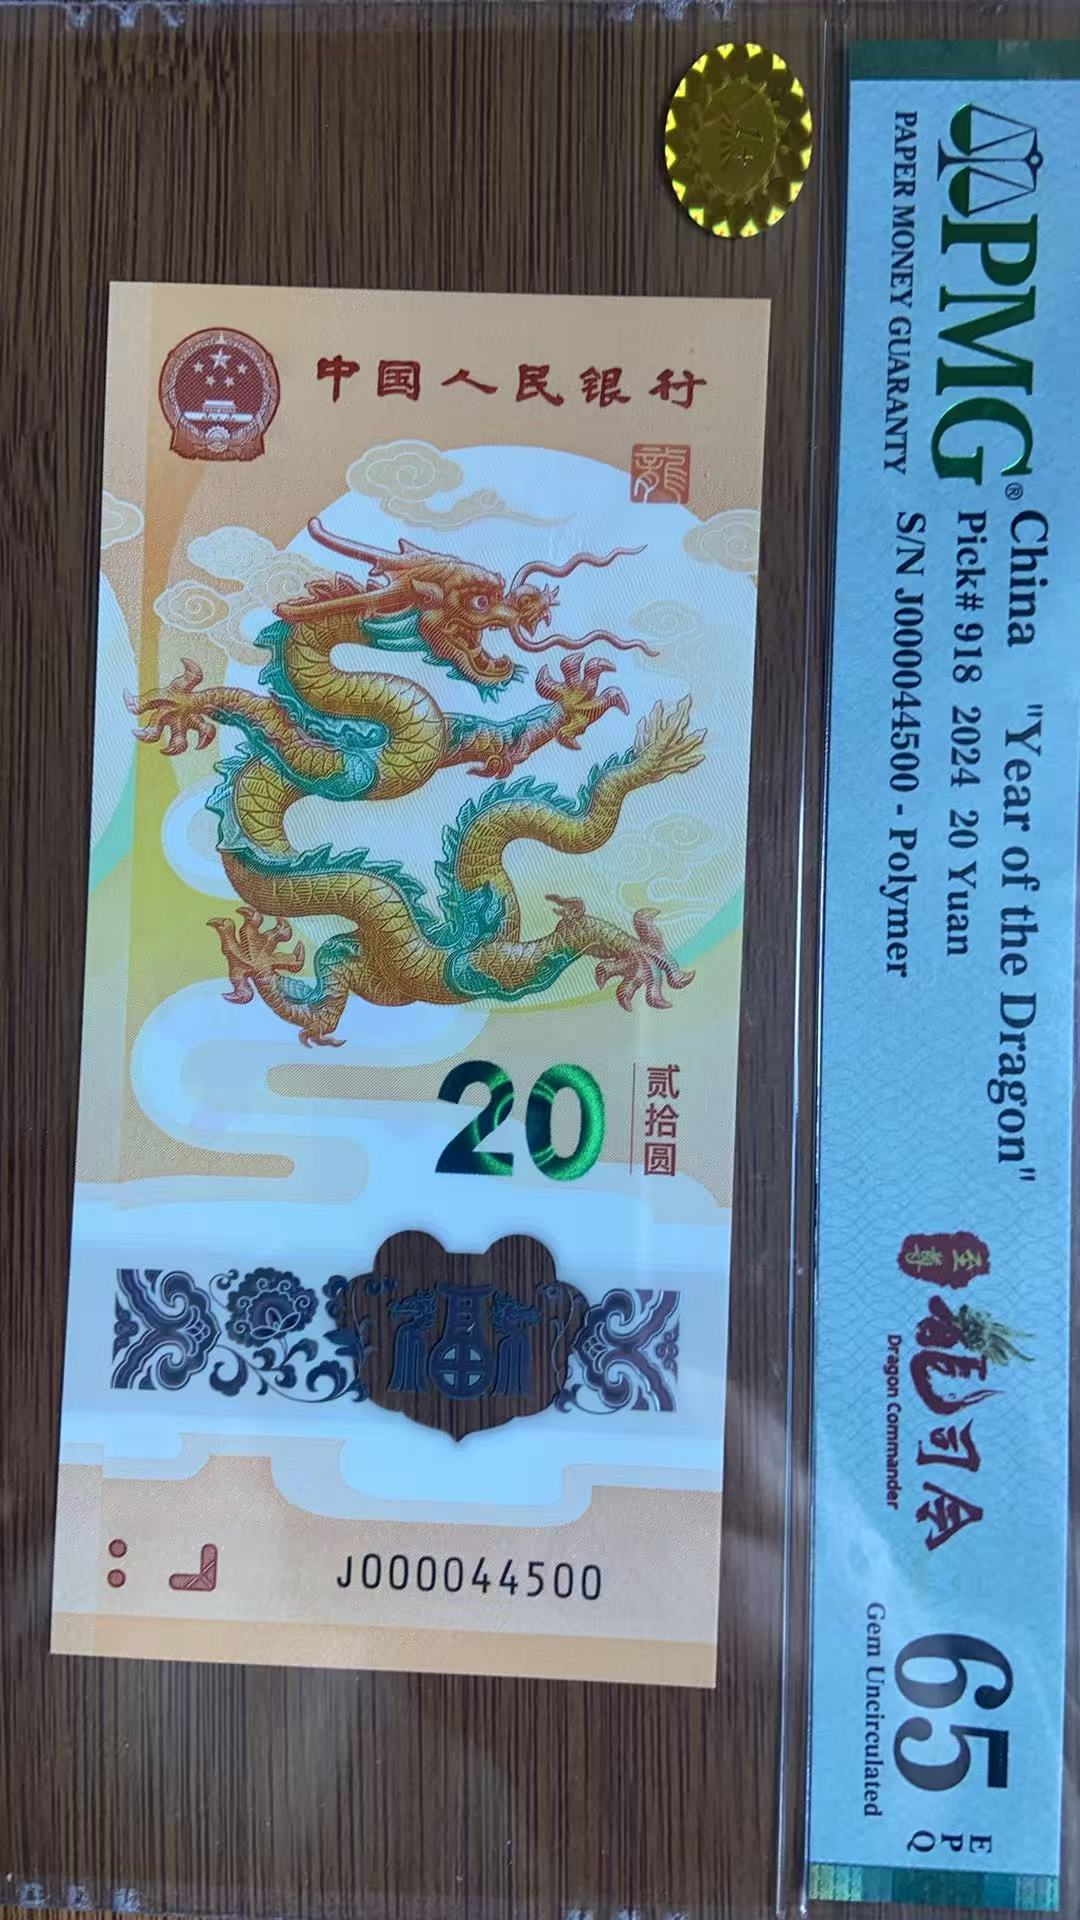 中国人民银行
龍
20
贰拾圆
J000044500
1+
PMG®
PAPER MONEY GUARANTY
China "Year of the Dragon"
Pick# 918 2024 20 Yuan
S/N J000044500 - Polymer
至尊
龙司令
Dragon Commander
65
EPQ
Gem Uncirculated